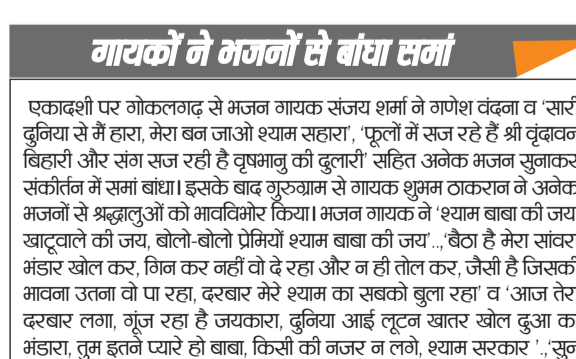 गायकों ने भजनों से बांधा समां
एकादशी पर गोकलगढ़ से भजन गायक संजय शर्मा ने गणेश वंदना व 'सारी
दुनिया से मैं हारा, मेरा बन जाओ श्याम सहारा', 'फूलों में सज रहे हैं श्री वृंदावन
बिहारी और संग सज रही है वृषभानु की दुलारी' सहित अनेक भजन सुनाकर
संकीर्तन में समां बांधा। इसके बाद गुरुग्राम से गायक शुभम ठाकरान ने अनेक
भजनों से श्रद्धालुओं को भावविभोर किया। भजन गायक ने 'श्याम बाबा की जय
खाटूवाले की जय, बोलो-बोलो प्रेमियों श्याम बाबा की जय'..,'बैठा है मेरा सांवर
भंडार खोल कर, गिन कर नहीं वो दे रहा और न ही तोल कर, जैसी है जिसकी
भावना उतना वो पा रहा, दरबार मेरे श्याम का सबको बुला रहा' व 'आज तेर
दरबार लगा, गूंज रहा है जयकारा, दुनिया आई लूटन खातर खोल दुआ क
भंडारा, तुम इतने प्यारे हो बाबा, किसी की नजर न लगे, श्याम सरकार '.,'सुन